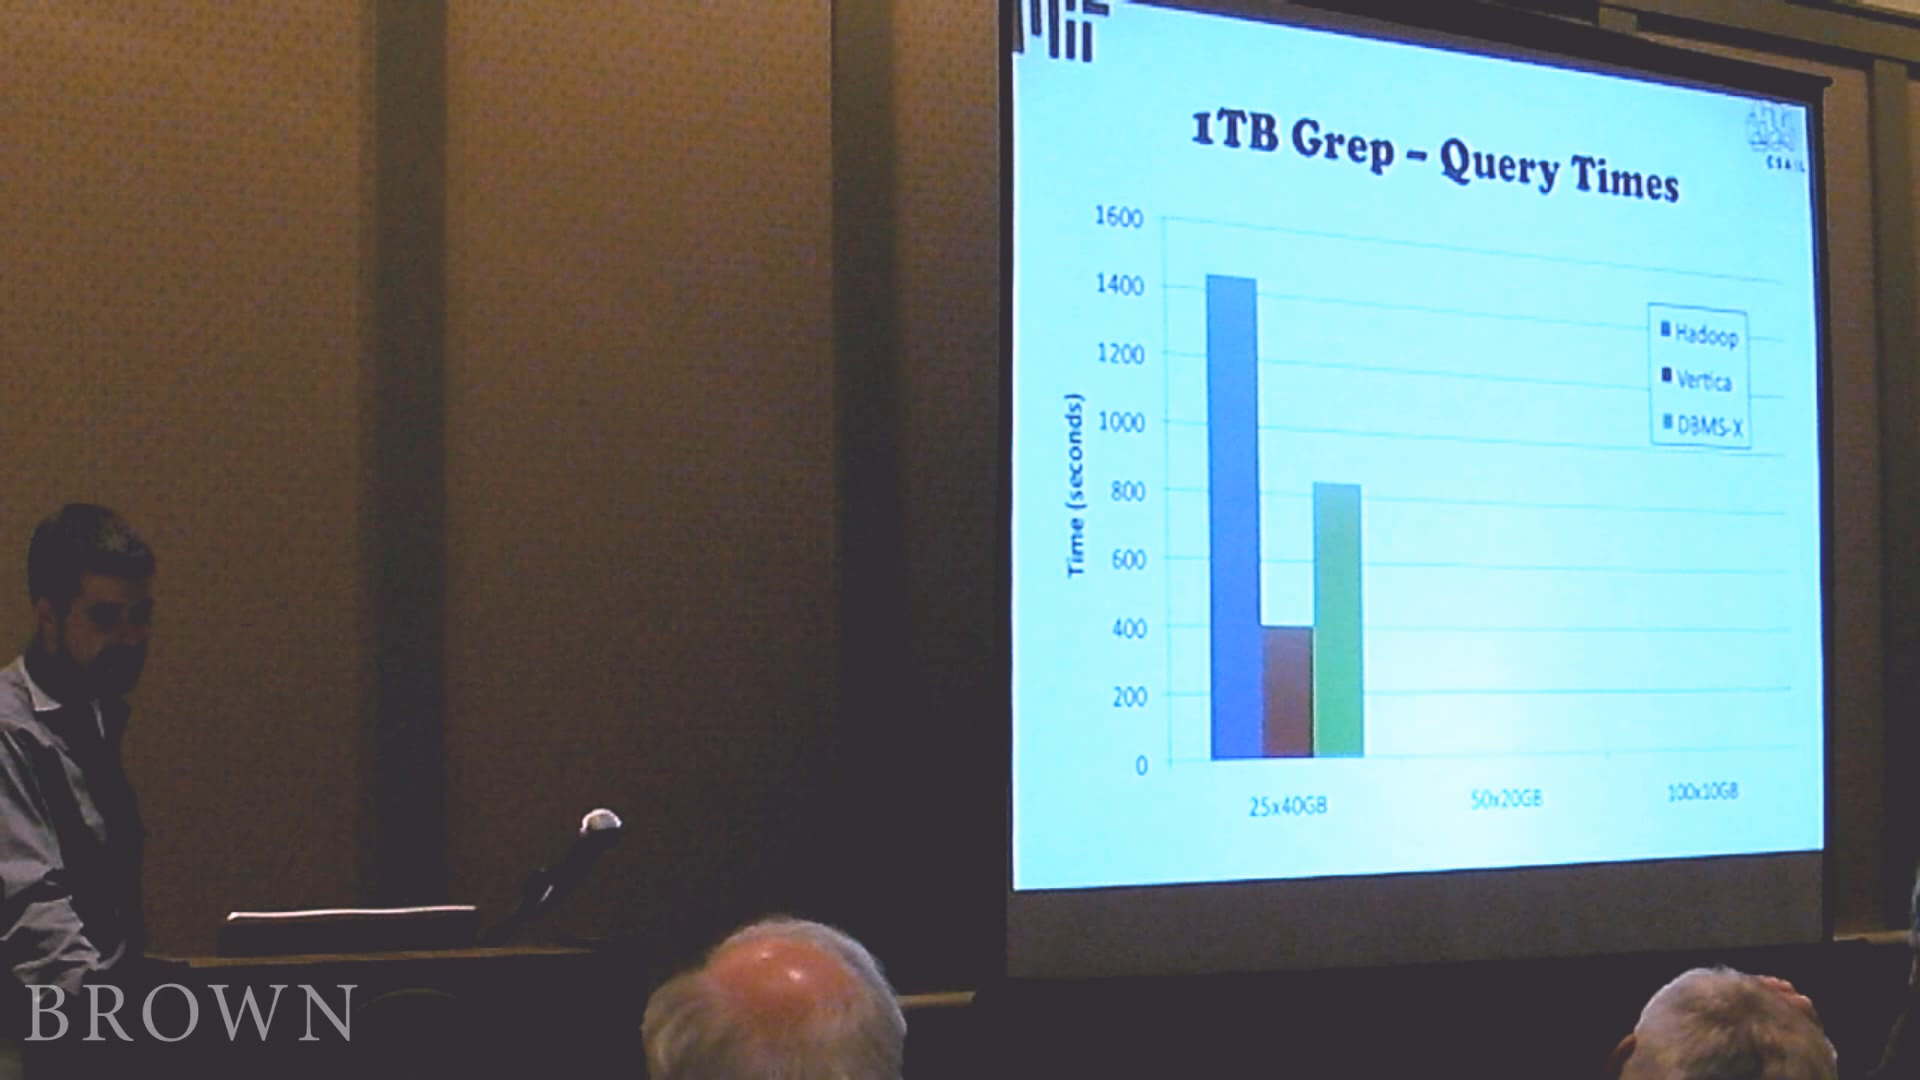 MIT
CSAIL
1TB Grep – Query Times
1600
1400
1200
1000
800
600
400
200
0
Time (seconds)
Hadoop
Vertica
DBMS-X
25x40GB
50x20GB
100x10GB
BROWN